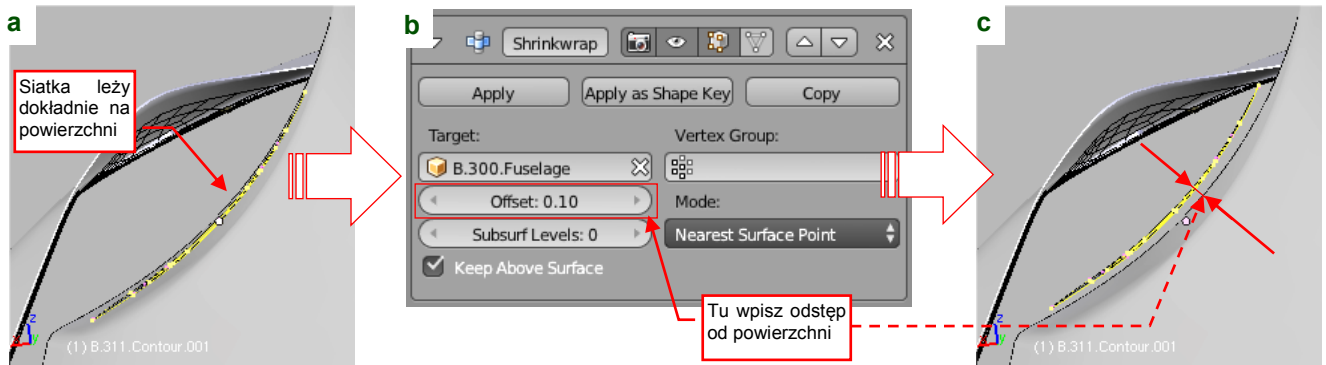 a
Siatka leży
dokładnie na
powierzchni
z
y
(1) B.311.Contour.001
b
Shrinkwrap
Apply
Apply as Shape Key
Copy
Target:
Vertex Group:
B.300.Fuselage
Offset: 0.10
Mode:
Subsurf Levels: 0
Nearest Surface Point
Keep Above Surface
Tu wpisz odstęp
od powierzchni
c
z
y
(1) B.311.Contour.001